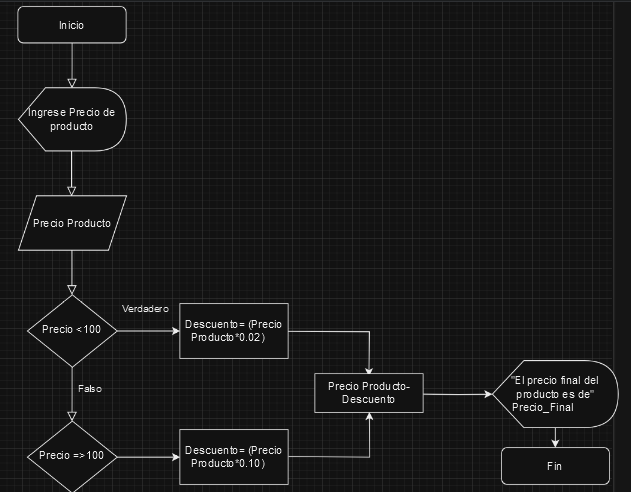 Inicio
Ingrese Precio de
producto
Precio Producto
Precio <100
Verdadero
Descuento= (Precio
Producto*0.02)
Falso
Precio =>100
Descuento= (Precio
Producto*0.10)
Precio Producto-
Descuento
"El precio final del
producto es de"
Precio_Final
Fin